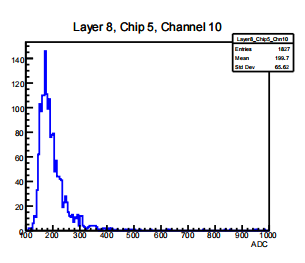 Layer 8, Chip 5, Channel 10
Layer8_Chip5_Chn10
Entries 1827
Mean 199.7
Std Dev 65.62
140
120
100
80
60
40
20
0
100 200 300 400 500 600 700 800 900 1000
ADC